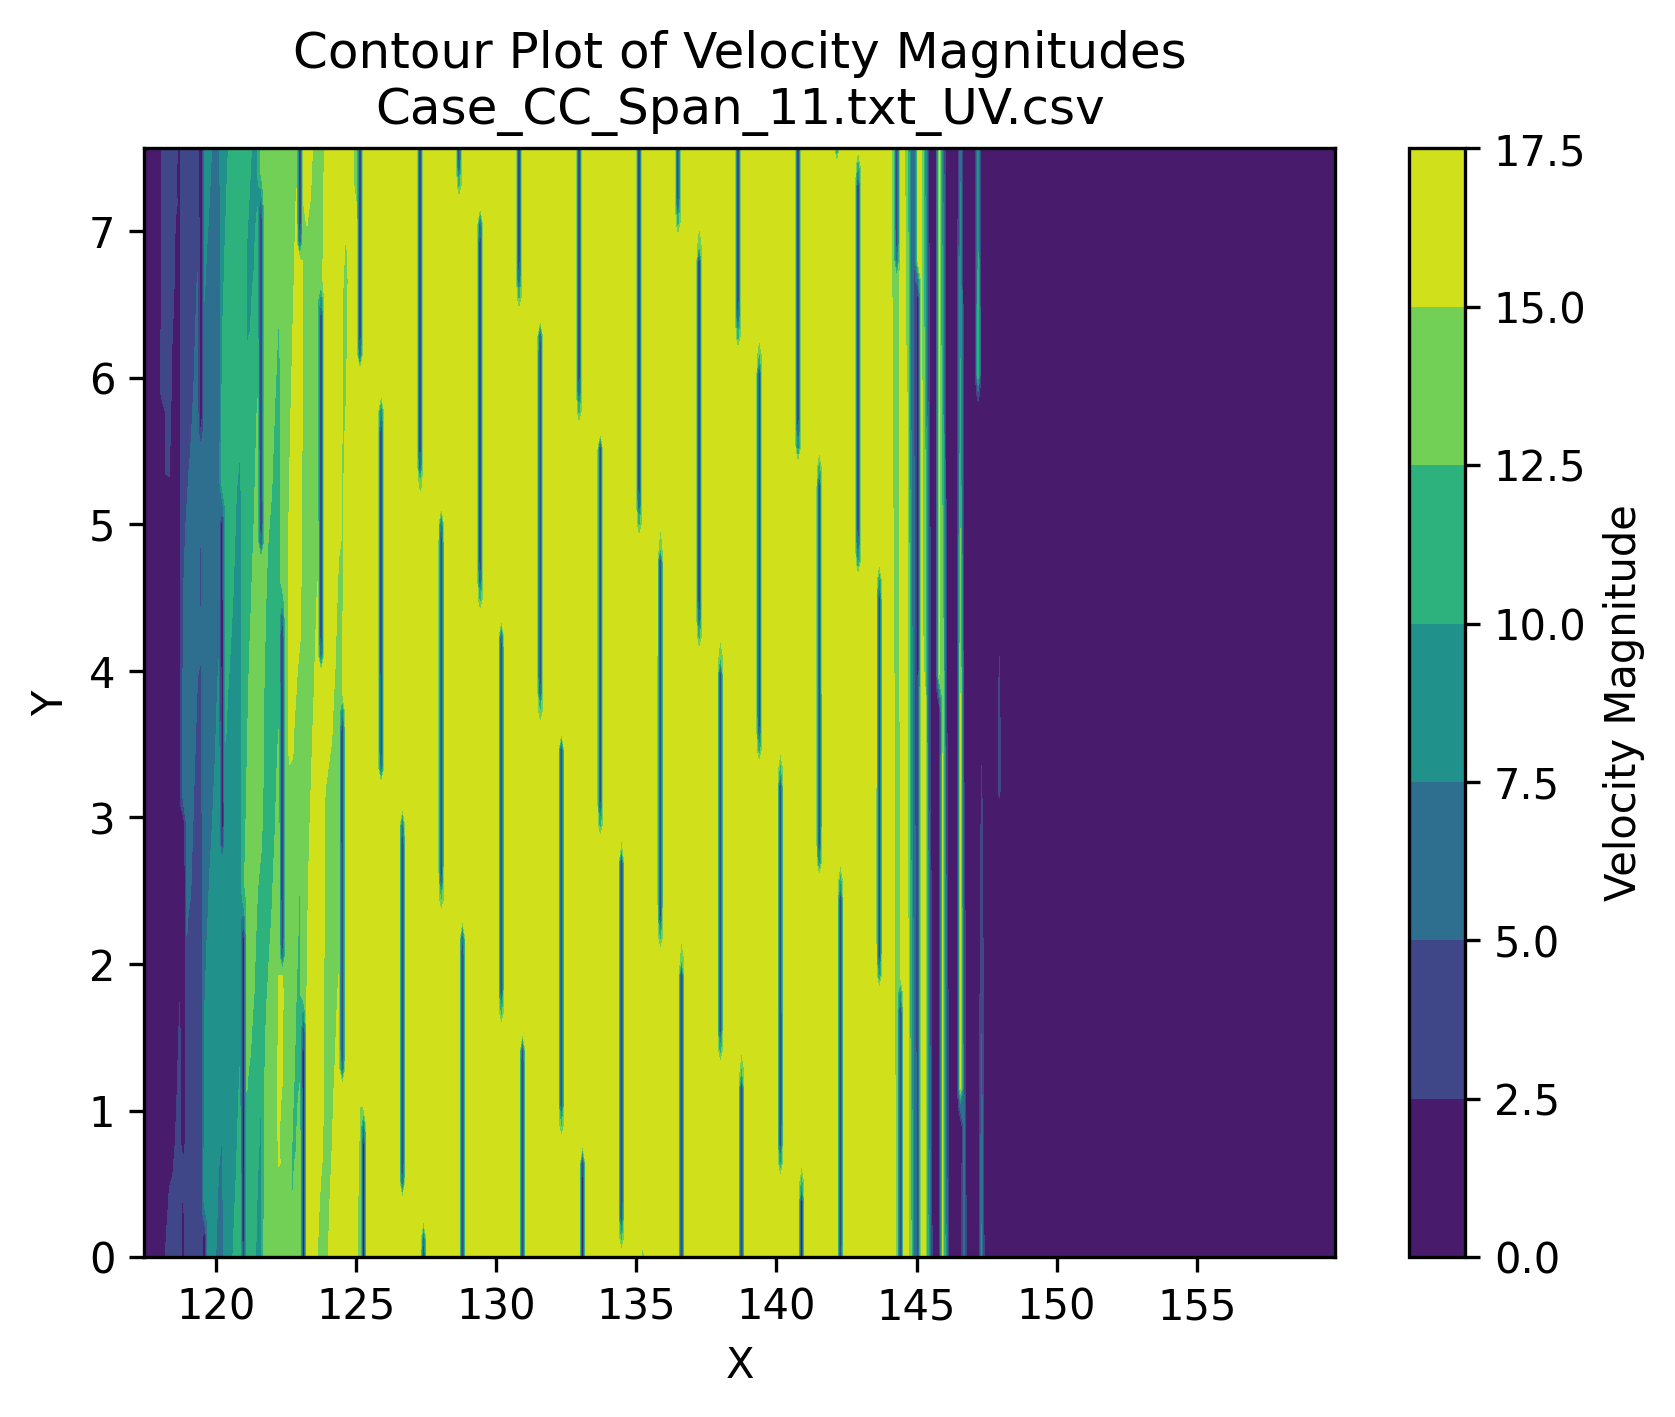 Contour Plot of Velocity Magnitudes
Case_CC_Span_11.txt_UV.csv
7
6
5
4
3
2
1
0
Y
120 125 130 135 140 145 150 155
X
17.5
15.0
12.5
10.0
7.5
5.0
2.5
0.0
Velocity Magnitude